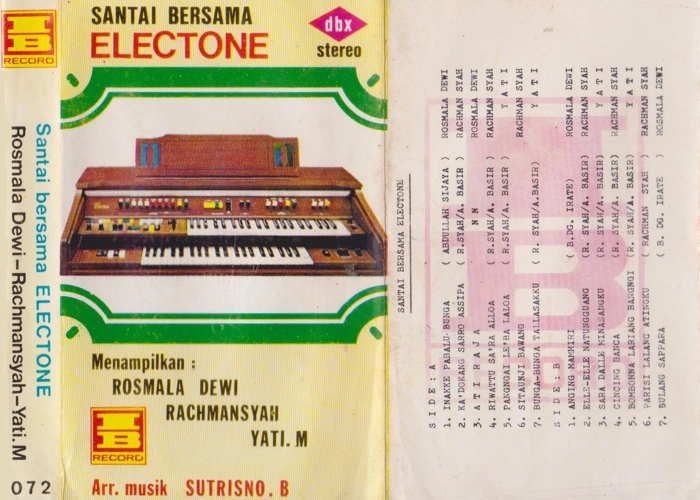 B
RECORD
Santai bersama ELECTONE
Rosmala Dewi-Rachmansyah-Yati.M
072
SANTAI BERSAMA
ELECTONE
dbx
stereo
Menampilkan :
ROSMALA DEWI
RACHMANSYAH
YATI. M
B
RECORD
Arr. musik SUTRISNO. B
SANTAI BERSAMA ELECTONE
S I D E : A
1. INAKKE PABALU BUNGA ( ABDULLAH SIJAYA ) ROSMALA DEWI
2. KA'DOKANG SARRO ASSIPA ( R.SYAH/A. BASIR ) RACHMAN SYAH
3. A T I R A J A N N ROSMALA DEWI
4. RIWATTU SA'RA ALLOA ( R.SYAH/A. BASIR ) RACHMAN SYAH
5. PANGNGAI LE'BA LALOA ( R.SYAH/A. BASIR ) Y A T I
6. SITAUNJI BAWANG RACHMAN SYAH
7. BUNGA-BUNGA TALLASAKKU ( R. SYAH/A.BASIR) Y A T I
S I D E : B
1. ANGING MAMMIRI ( B.DG. IRATE) ROSMALA DEWI
2. ELLE-ELLE NATUNGGUANG (R. SYAH/A. BASIR) RACHMAN SYAH
3. SARA DALLE MINASANGKU (R. SYAH/A. BASIR) Y A T I
4. CINCING BANCA (R. SYAH/A. BASIR) RACHMAN SYAH
5. BOMBONNA LARIANG BANGNGI (R. SYAH/A. BASIR) Y A T I
6. PARISI LALANG ATINGKU ( RACHMAN SYAH ) RACHMAN SYAH
7. BULANG SAPPARA ( B. DG. IRATE ) ROSMALA DEWI